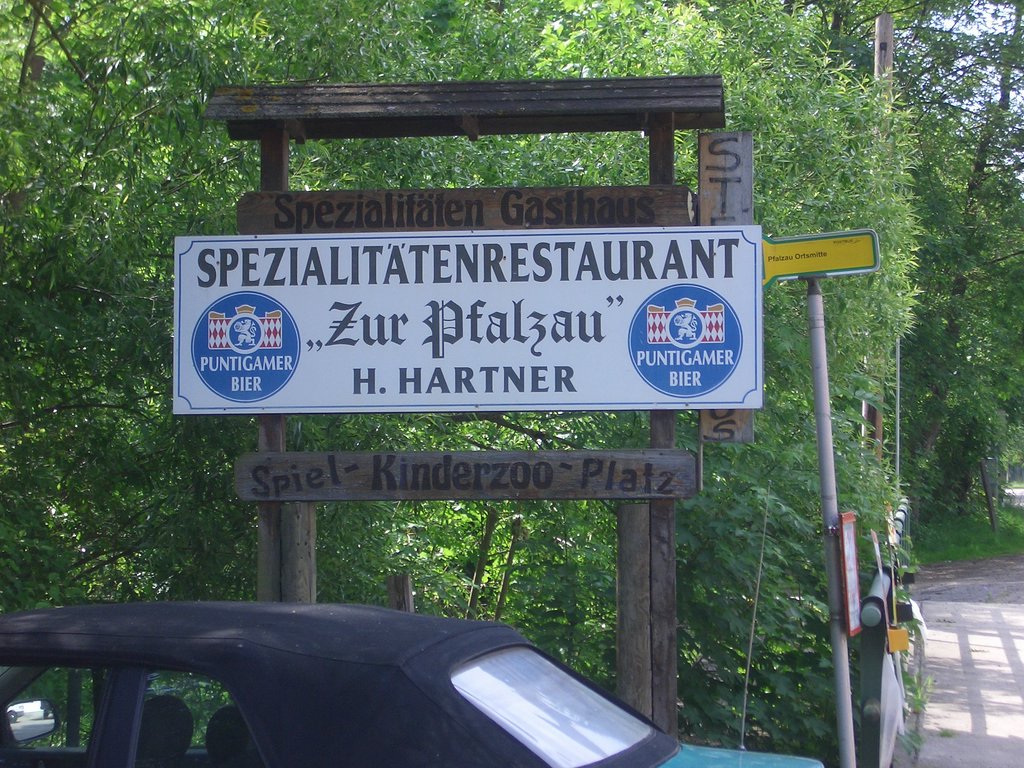 Spezialitäten Gasthaus
SPEZIALITÄTENRESTAURANT
„Zur Pfalzau”
H. HARTNER
PUNTIGAMER
BIER
PUNTIGAMER
BIER
Spiel-Kinderzoo-Platz
Pfalzau Ortsmitte